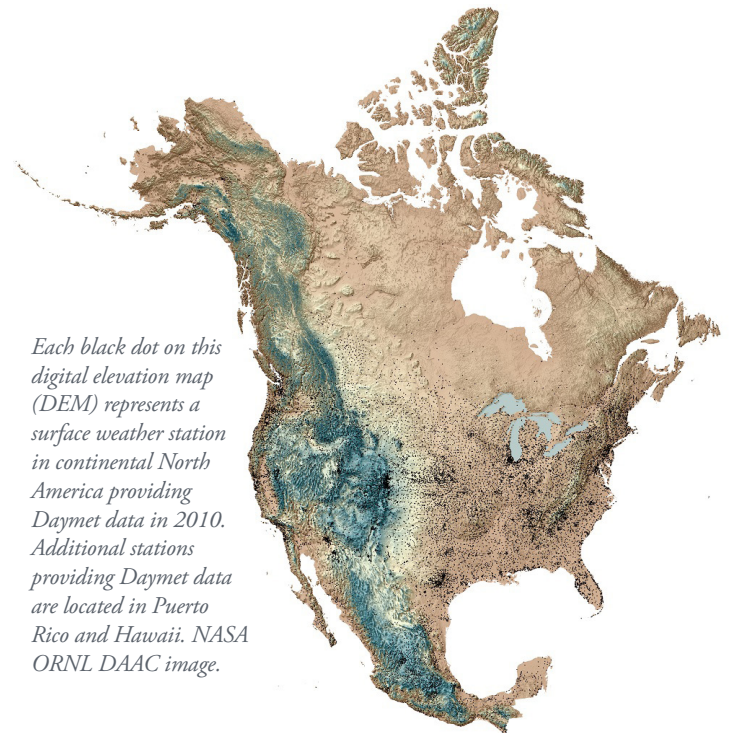 Each black dot on this
digital elevation map
(DEM) represents a
surface weather station
in continental North
America providing
Daymet data in 2010.
Additional stations
providing Daymet data
are located in Puerto
Rico and Hawaii. NASA
ORNL DAAC image.